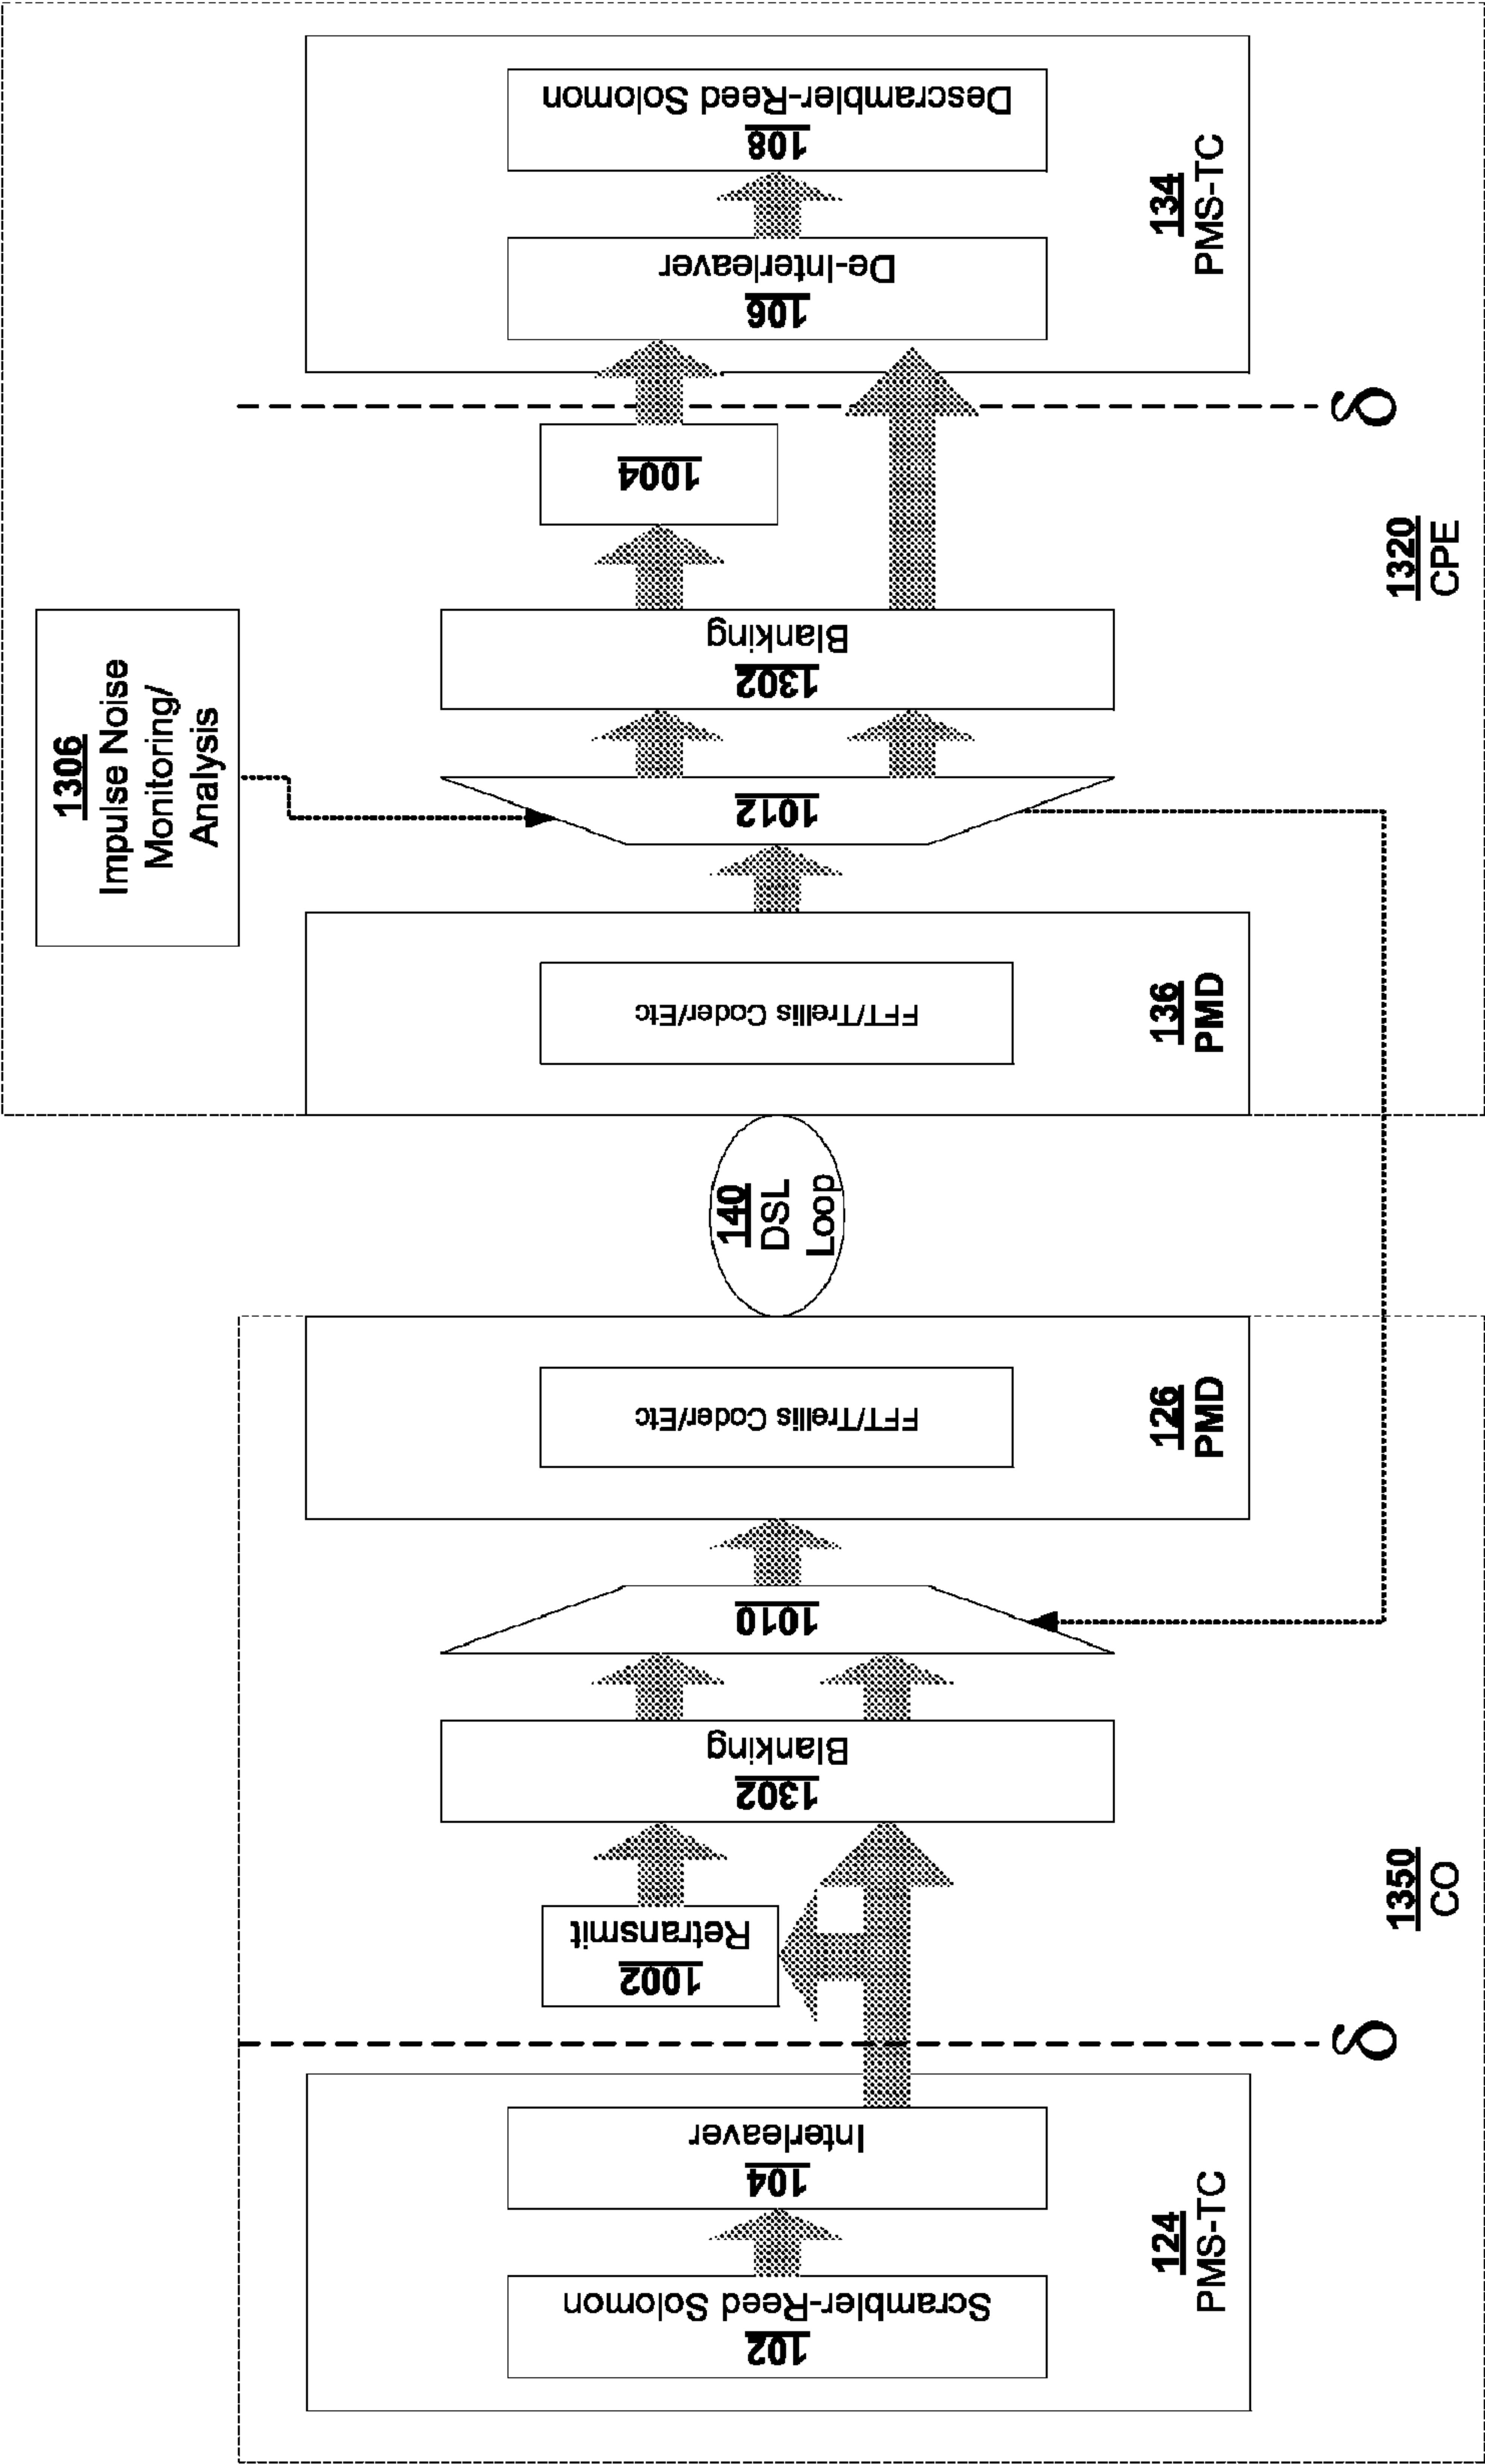 1350
CO
124
PMS-TC
102
Scrambler-Reed Solomon
104
Interleaver
δ
1002
Retransmit
1302
Blanking
1010
126
PMD
FFT/Trellis Coder/Etc
140
DSL
Loop
1320
CPE
136
PMD
FFT/Trellis Coder/Etc
1306
Impulse Noise
Monitoring/
Analysis
1012
1302
Blanking
1004
δ
134
PMS-TC
106
De-Interleaver
108
Descrambler-Reed Solomon